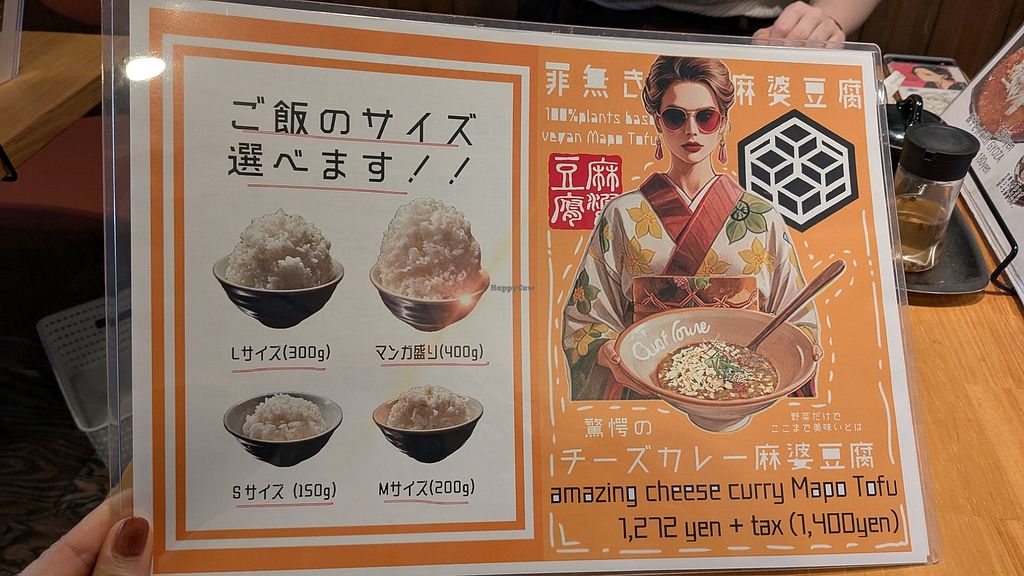 ご飯のサイズ
選べます！！
Lサイズ(300g)
マンガ盛り(400g)
Sサイズ (150g)
Mサイズ(200g)
HappyCow
罪無き 麻婆豆腐
100%plants bas
vegan Mapo Tofu
麻婆
豆腐
驚愕の
野菜だけで
ここまで美味いとは
チーズカレー麻婆豆腐
amazing cheese curry Mapo Tofu
1,272 yen + tax (1,400yen)